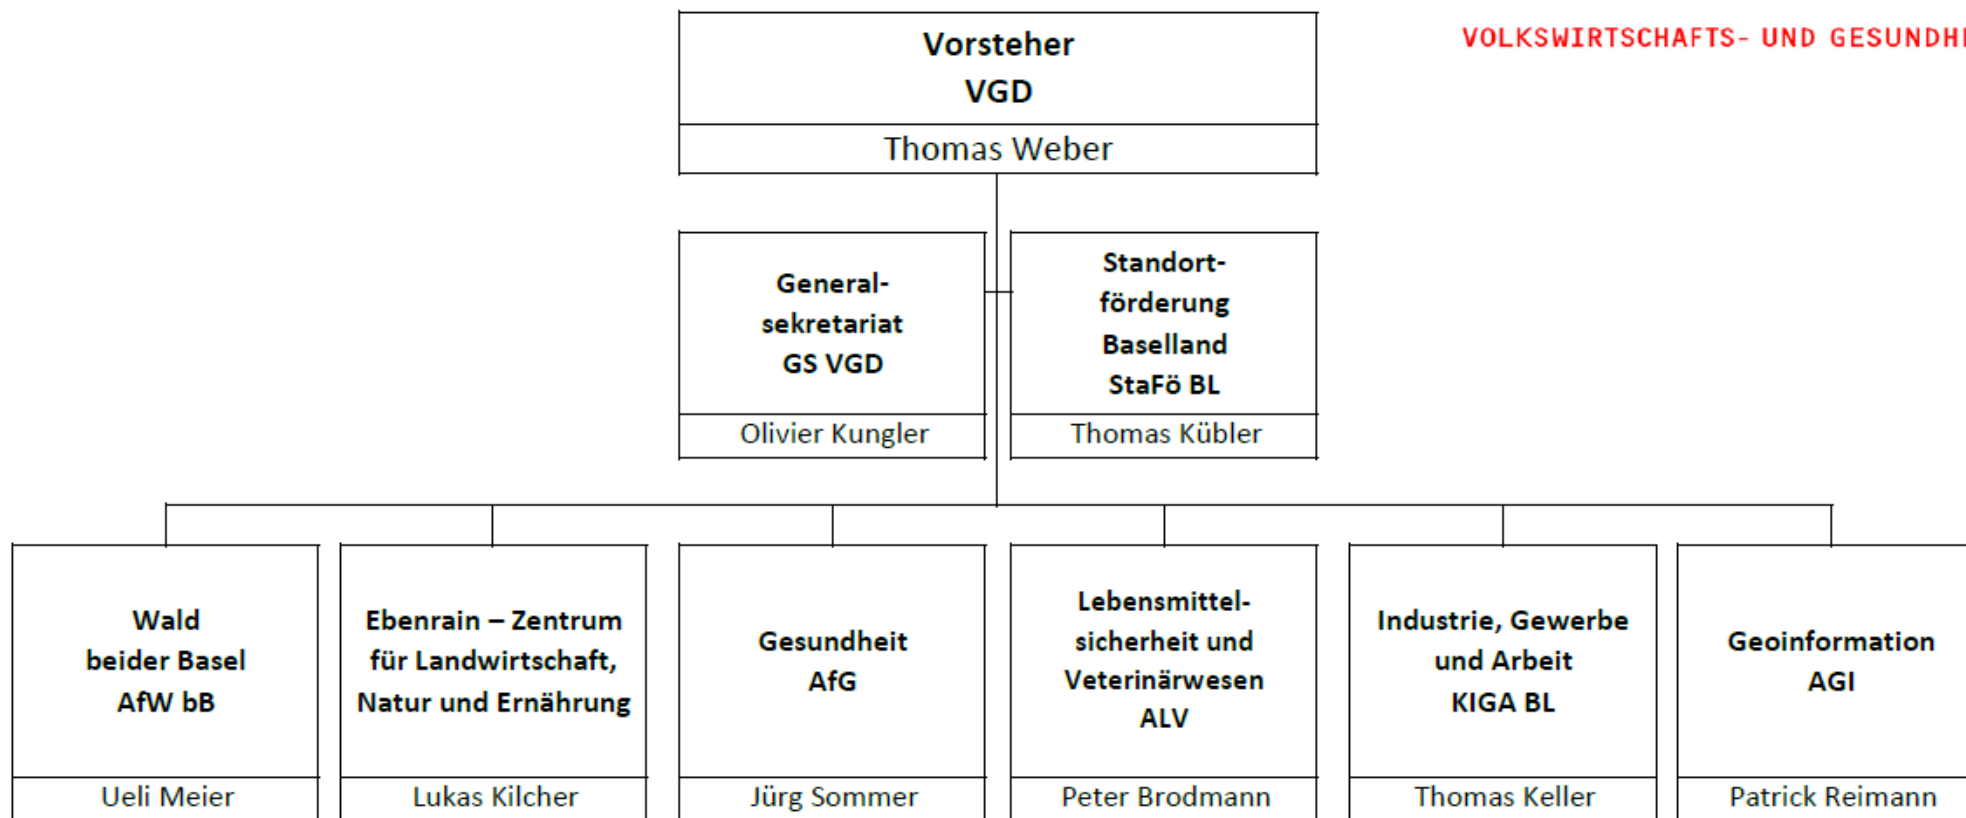 VOLKSWIRTSCHAFTS- UND
Vorsteher
VGD
Thomas Weber
General-
sekretariat
GS VGD
Olivier Kungler
Standort-
förderung
Baselland
StaFö BL
Thomas Kübler
Wald
beider Basel
AfW bB
Ueli Meier
Ebenrain – Zentrum
für Landwirtschaft,
Natur und Ernährung
Lukas Kilcher
Gesundheit
AfG
Jürg Sommer
Lebensmittel-
sicherheit und
Veterinärwesen
ALV
Peter Brodmann
Industrie, Gewerbe
und Arbeit
KIGA BL
Thomas Keller
Geoinformation
AGI
Patrick Reimann